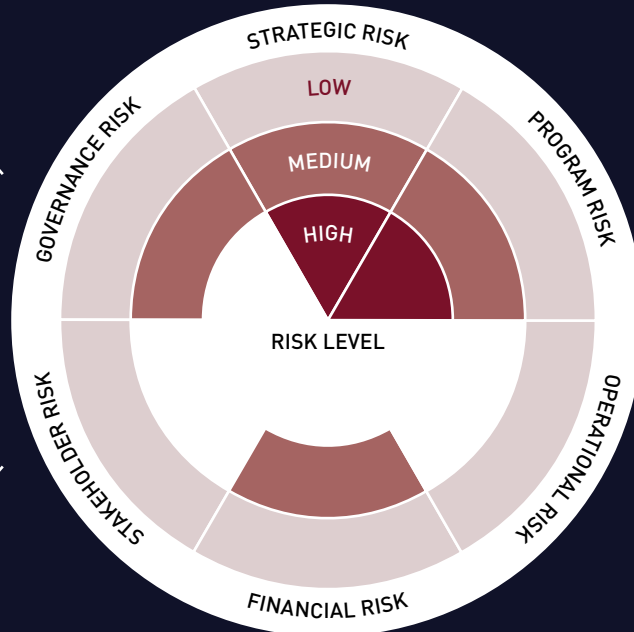 STRATEGIC RISK
LOW
GOVERNANCE RISK
PROGRAM RISK
MEDIUM
HIGH
RISK LEVEL
STAKEHOLDER RISK
OPERATIONAL RISK
FINANCIAL RISK